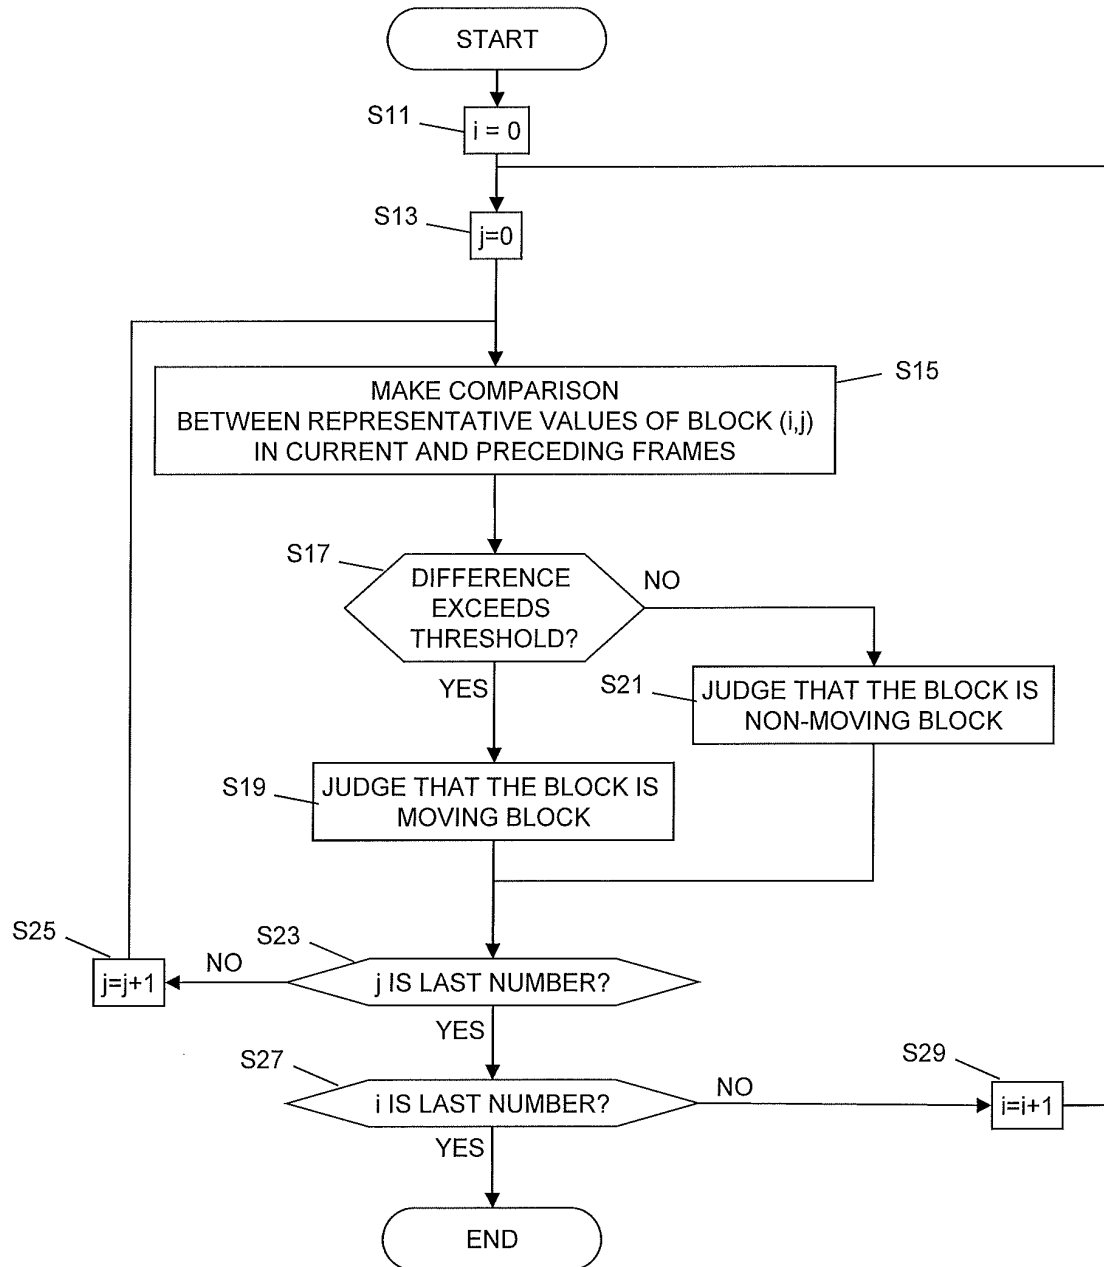 START
S11
i = 0
S13
j=0
S15
MAKE COMPARISON
BETWEEN REPRESENTATIVE VALUES OF BLOCK (i,j)
IN CURRENT AND PRECEDING FRAMES
S17
DIFFERENCE
EXCEEDS
THRESHOLD?
NO
YES
S21
JUDGE THAT THE BLOCK IS
NON-MOVING BLOCK
S19
JUDGE THAT THE BLOCK IS
MOVING BLOCK
S25
j=j+1
NO
S23
j IS LAST NUMBER?
YES
S27
i IS LAST NUMBER?
NO
S29
i=i+1
YES
END